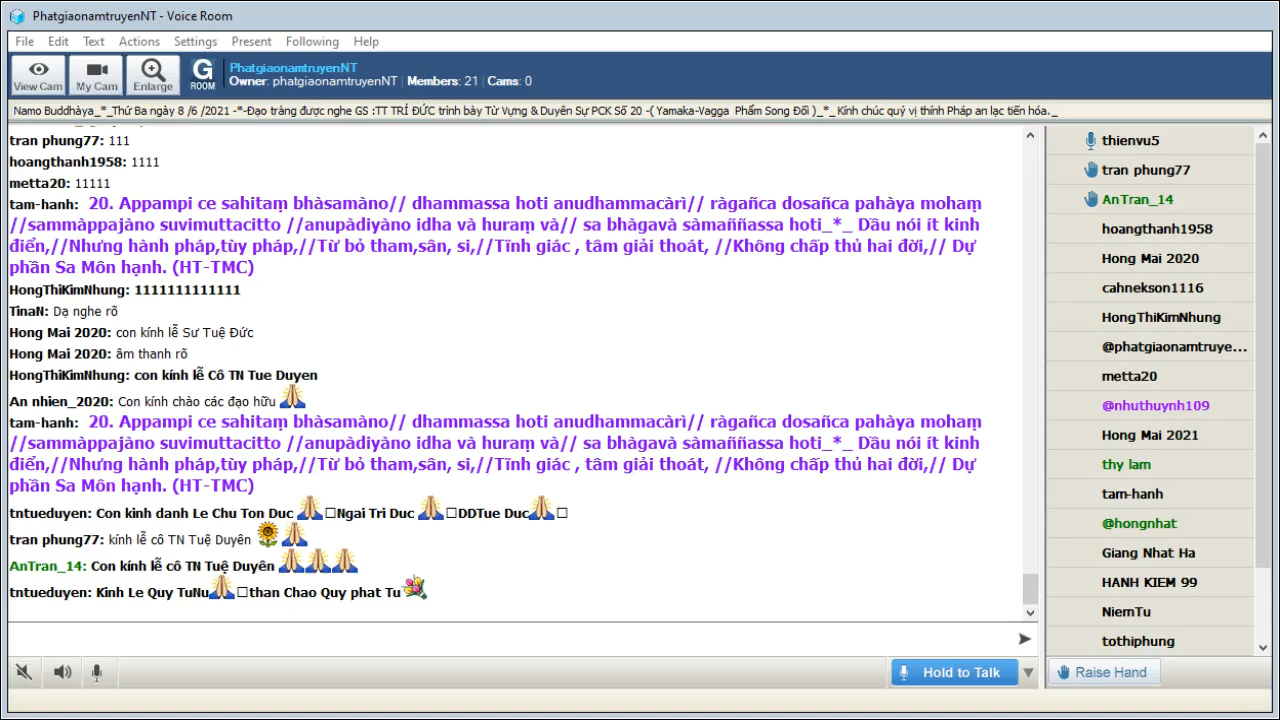 PhatgiaonamtruyenNT - Voice Room
File Edit Text Actions Settings Present Following Help
View Cam My Cam Enlarge G ROOM
PhatgiaonamtruyenNT
Owner: phatgiaonamtruyenNT | Members: 21 | Cams: 0
Namo Buddhàya_*_Thứ Ba ngày 8 /6 /2021 -*-Đạo tràng được nghe GS :TT TRÍ ĐỨC trình bày Từ Vựng & Duyên Sự PCK Số 20 -( Yamaka-Vagga Phẩm Song Đối )_*_ Kính chúc quý vị thính Pháp an lạc tiến hóa._
tran phung77: 111
hoangthanh1958: 1111
metta20: 11111
tam-hanh: 20. Appampi ce sahitaṃ bhàsamàno// dhammassa hoti anudhammacàrì// ràgañca dosañca pahàya mohaṃ
//sammàppajàno suvimuttacitto //anupàdiyàno idha và huraṃ và// sa bhàgavà sàmaññassa hoti_*_ Dầu nói ít kinh
điển,//Nhưng hành pháp,tùy pháp,//Từ bỏ tham,sân, si,//Tĩnh giác , tâm giải thoát, //Không chấp thủ hai đời,// Dự
phần Sa Môn hạnh. (HT-TMC)
HongThiKimNhung: 1111111111111
TinaN: Dạ nghe rõ
Hong Mai 2020: con kính lễ Sư Tuệ Đức
Hong Mai 2020: âm thanh rõ
HongThiKimNhung: con kính lễ Cô TN Tue Duyen
An nhien_2020: Con kính chào các đạo hữu
tam-hanh: 20. Appampi ce sahitaṃ bhàsamàno// dhammassa hoti anudhammacàrì// ràgañca dosañca pahàya mohaṃ
//sammàppajàno suvimuttacitto //anupàdiyàno idha và huraṃ và// sa bhàgavà sàmaññassa hoti_*_ Dầu nói ít kinh
điển,//Nhưng hành pháp,tùy pháp,//Từ bỏ tham,sân, si,//Tĩnh giác , tâm giải thoát, //Không chấp thủ hai đời,// Dự
phần Sa Môn hạnh. (HT-TMC)
tntueduyen: Con kinh danh Le Chu Ton Duc 🙏□Ngai Tri Duc 🙏□DDTue Duc🙏□
tran phung77: kính lễ cô TN Tuệ Duyên 🌻🙏
AnTran_14: Con kính lễ cô TN Tuệ Duyên 🙏🙏🙏
tntueduyen: Kinh Le Quy TuNu🙏□than Chao Quy phat Tu💐
Hold to Talk
thienvu5
tran phung77
AnTran_14
hoangthanh1958
Hong Mai 2020
cahnekson1116
HongThiKimNhung
@phatgiaonamtruye...
metta20
@nhuthuynh109
Hong Mai 2021
thy lam
tam-hanh
@hongnhat
Giang Nhat Ha
HANH KIEM 99
NiemTu
tothiphung
Raise Hand